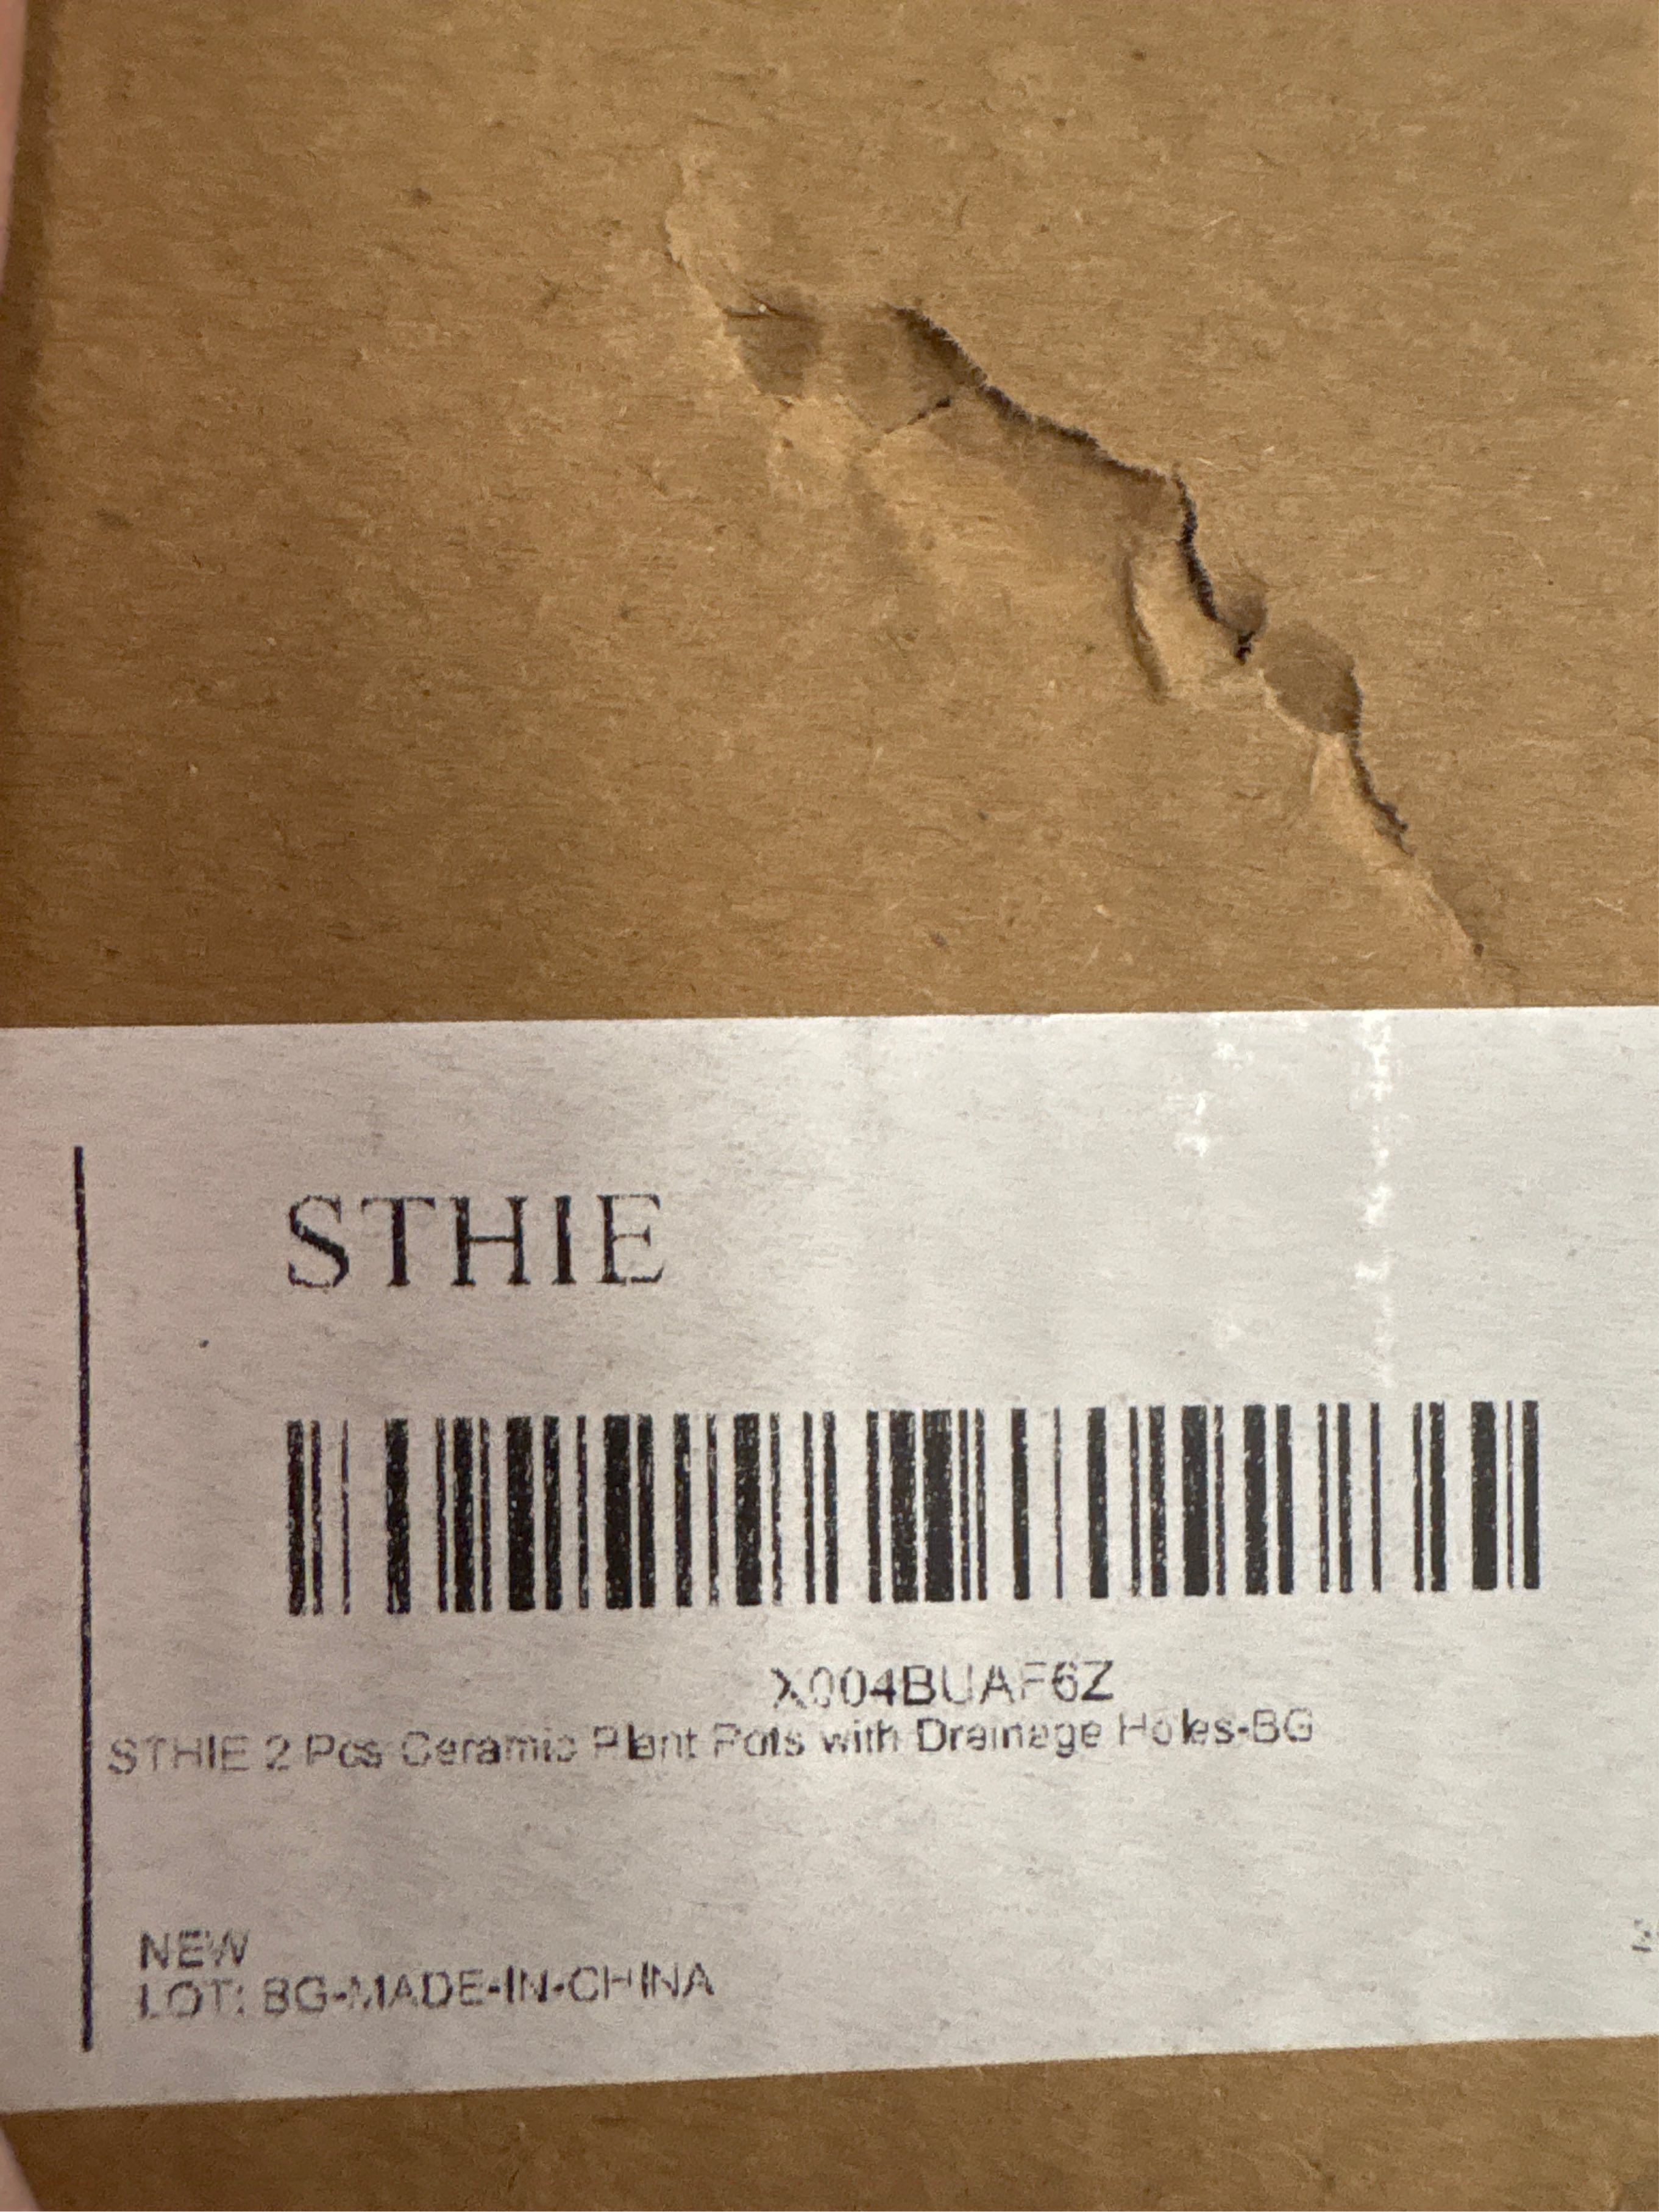 STHIE
X004BUAF6Z
STHIE 2 Pcs Ceramic Plant Pots with Drainage Holes-BG
NEW
LOT: BG-MADE-IN-CHINA